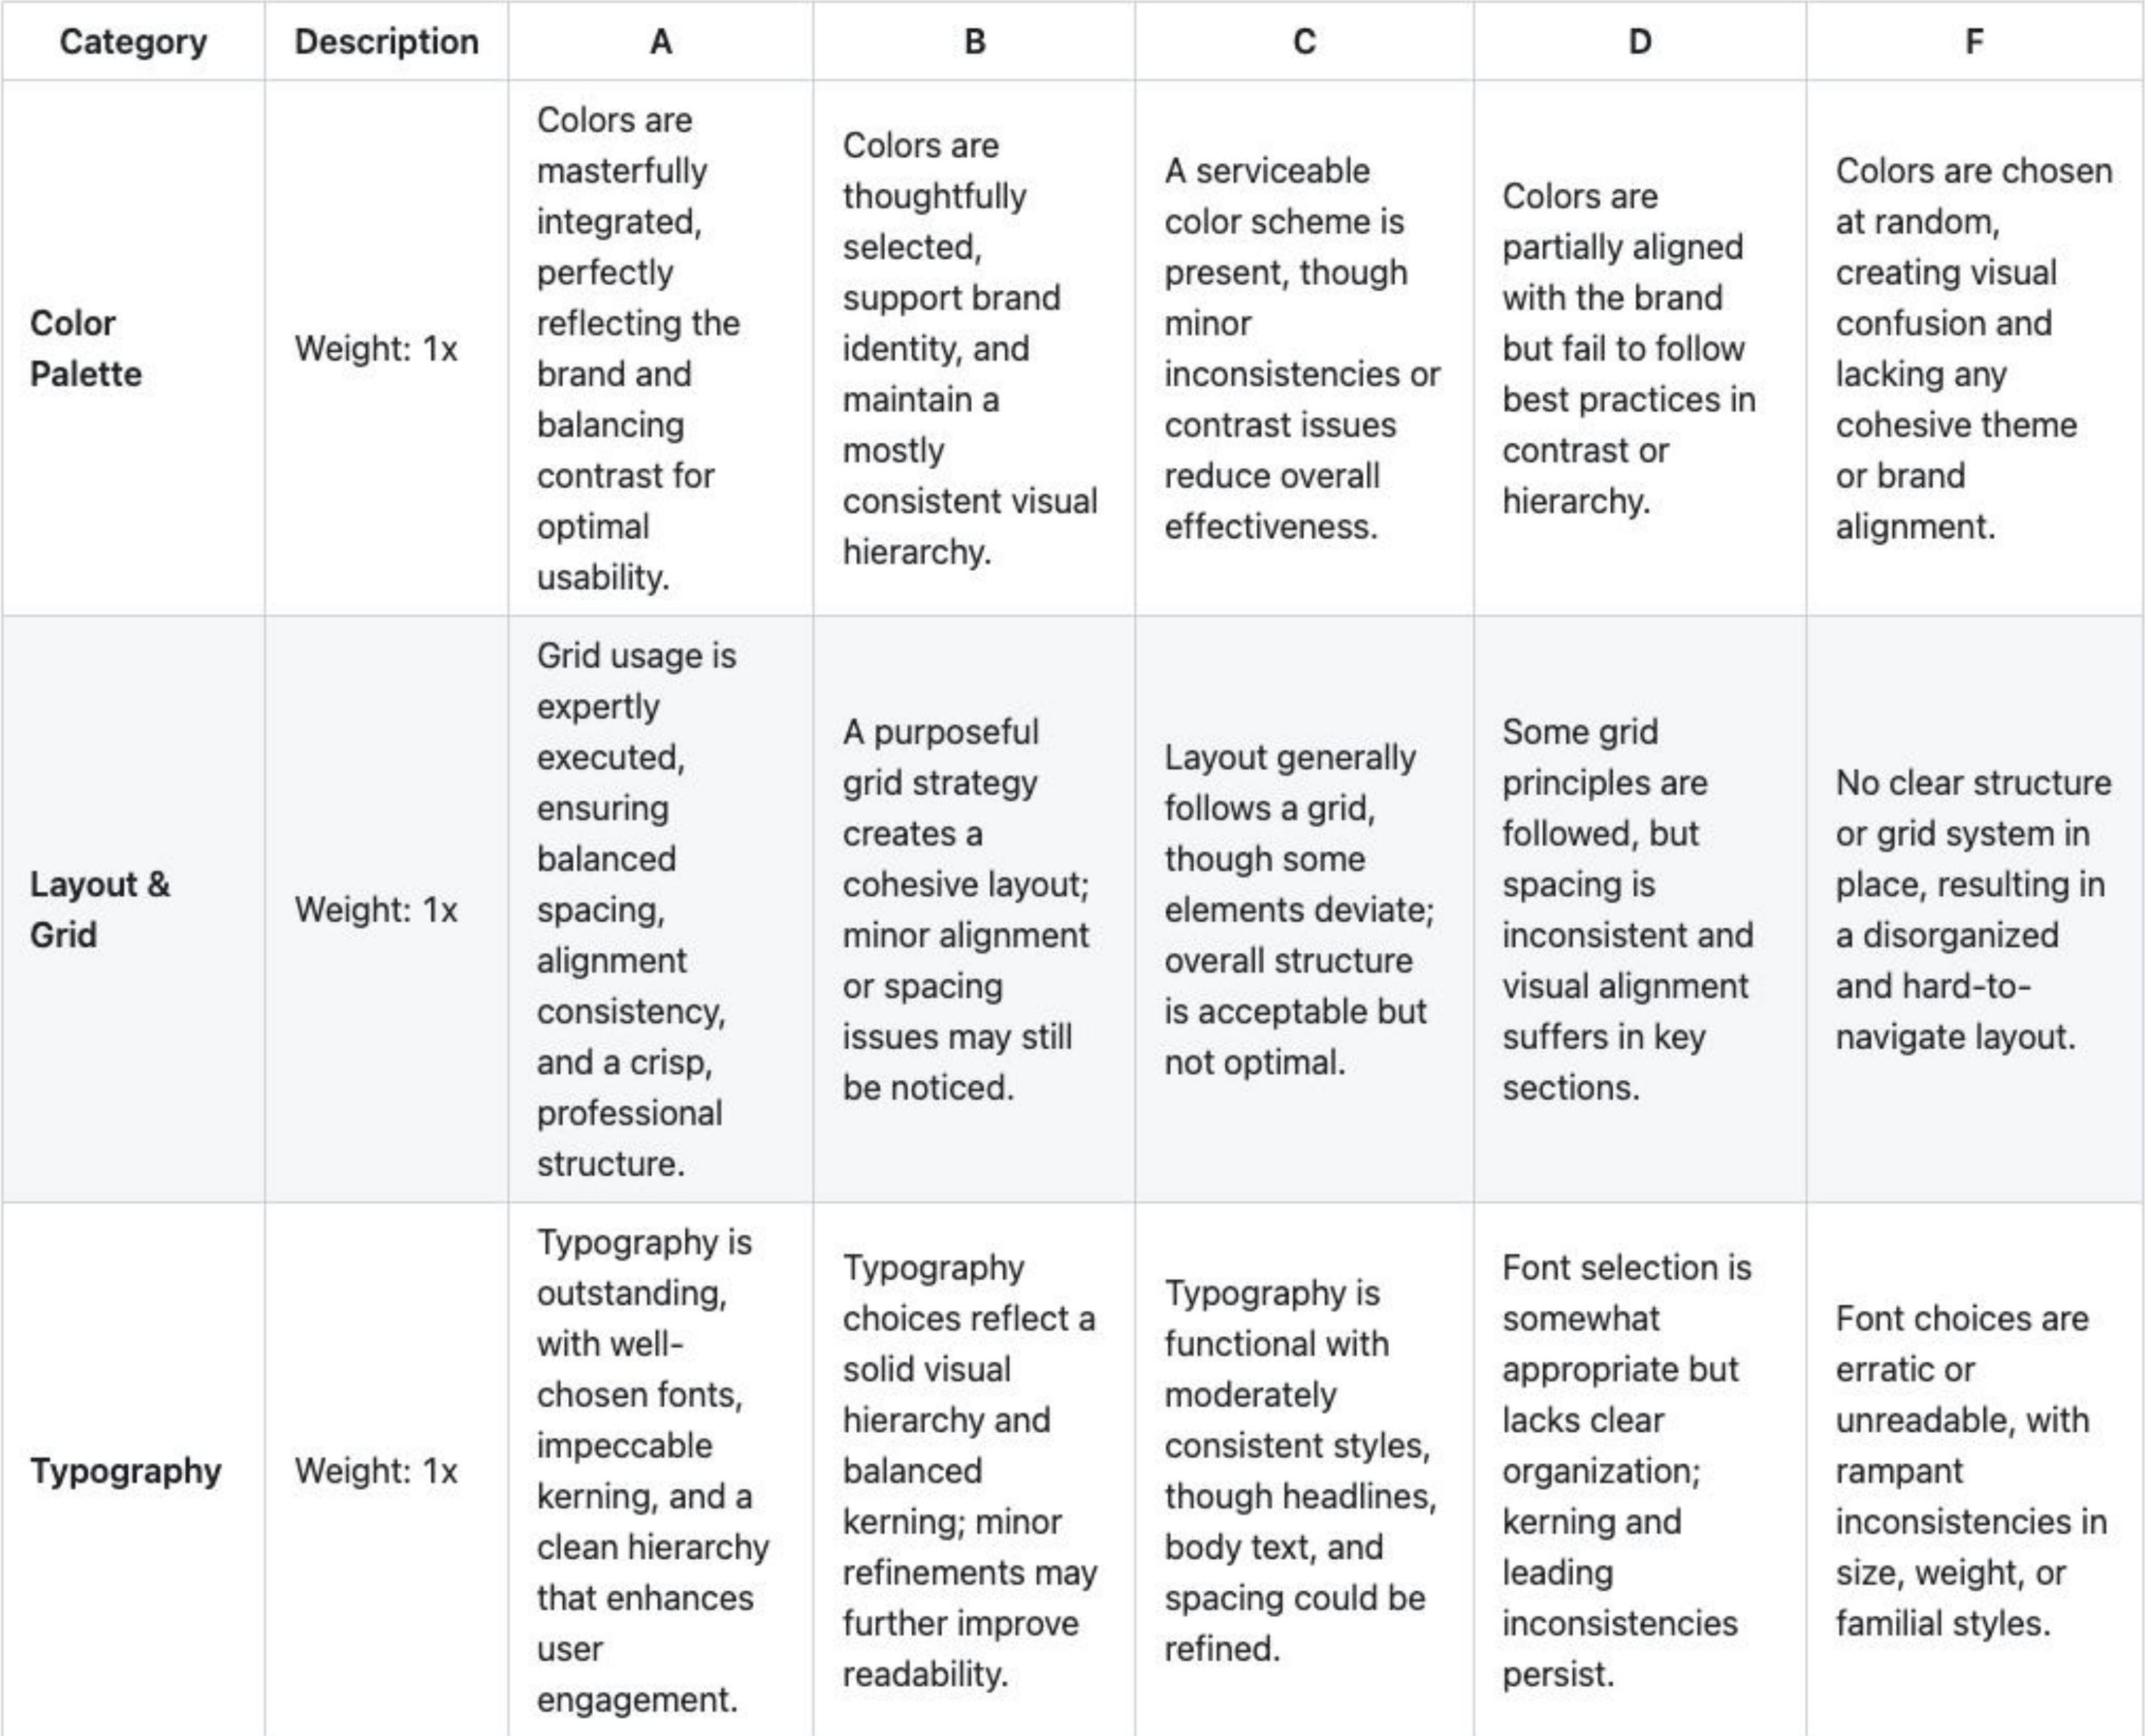 Category Description A B C D F
Color
Palette
Weight: 1x
Colors are
masterfully
integrated,
perfectly
reflecting the
brand and
balancing
contrast for
optimal
usability.
Colors are
thoughtfully
selected,
support brand
identity, and
maintain a
mostly
consistent visual
hierarchy.
A serviceable
color scheme is
present, though
minor
inconsistencies or
contrast issues
reduce overall
effectiveness.
Colors are
partially aligned
with the brand
but fail to follow
best practices in
contrast or
hierarchy.
Colors are chosen
at random,
creating visual
confusion and
lacking any
cohesive theme
or brand
alignment.
Layout &
Grid
Weight: 1x
Grid usage is
expertly
executed,
ensuring
balanced
spacing,
alignment
consistency,
and a crisp,
professional
structure.
A purposeful
grid strategy
creates a
cohesive layout;
minor alignment
or spacing
issues may still
be noticed.
Layout generally
follows a grid,
though some
elements deviate;
overall structure
is acceptable but
not optimal.
Some grid
principles are
followed, but
spacing is
inconsistent and
visual alignment
suffers in key
sections.
No clear structure
or grid system in
place, resulting in
a disorganized
and hard-to-
navigate layout.
Typography
Weight: 1x
Typography is
outstanding,
with well-
chosen fonts,
impeccable
kerning, and a
clean hierarchy
that enhances
user
engagement.
Typography
choices reflect a
solid visual
hierarchy and
balanced
kerning; minor
refinements may
further improve
readability.
Typography is
functional with
moderately
consistent styles,
though headlines,
body text, and
spacing could be
refined.
Font selection is
somewhat
appropriate but
lacks clear
organization;
kerning and
leading
inconsistencies
persist.
Font choices are
erratic or
unreadable, with
rampant
inconsistencies in
size, weight, or
familial styles.